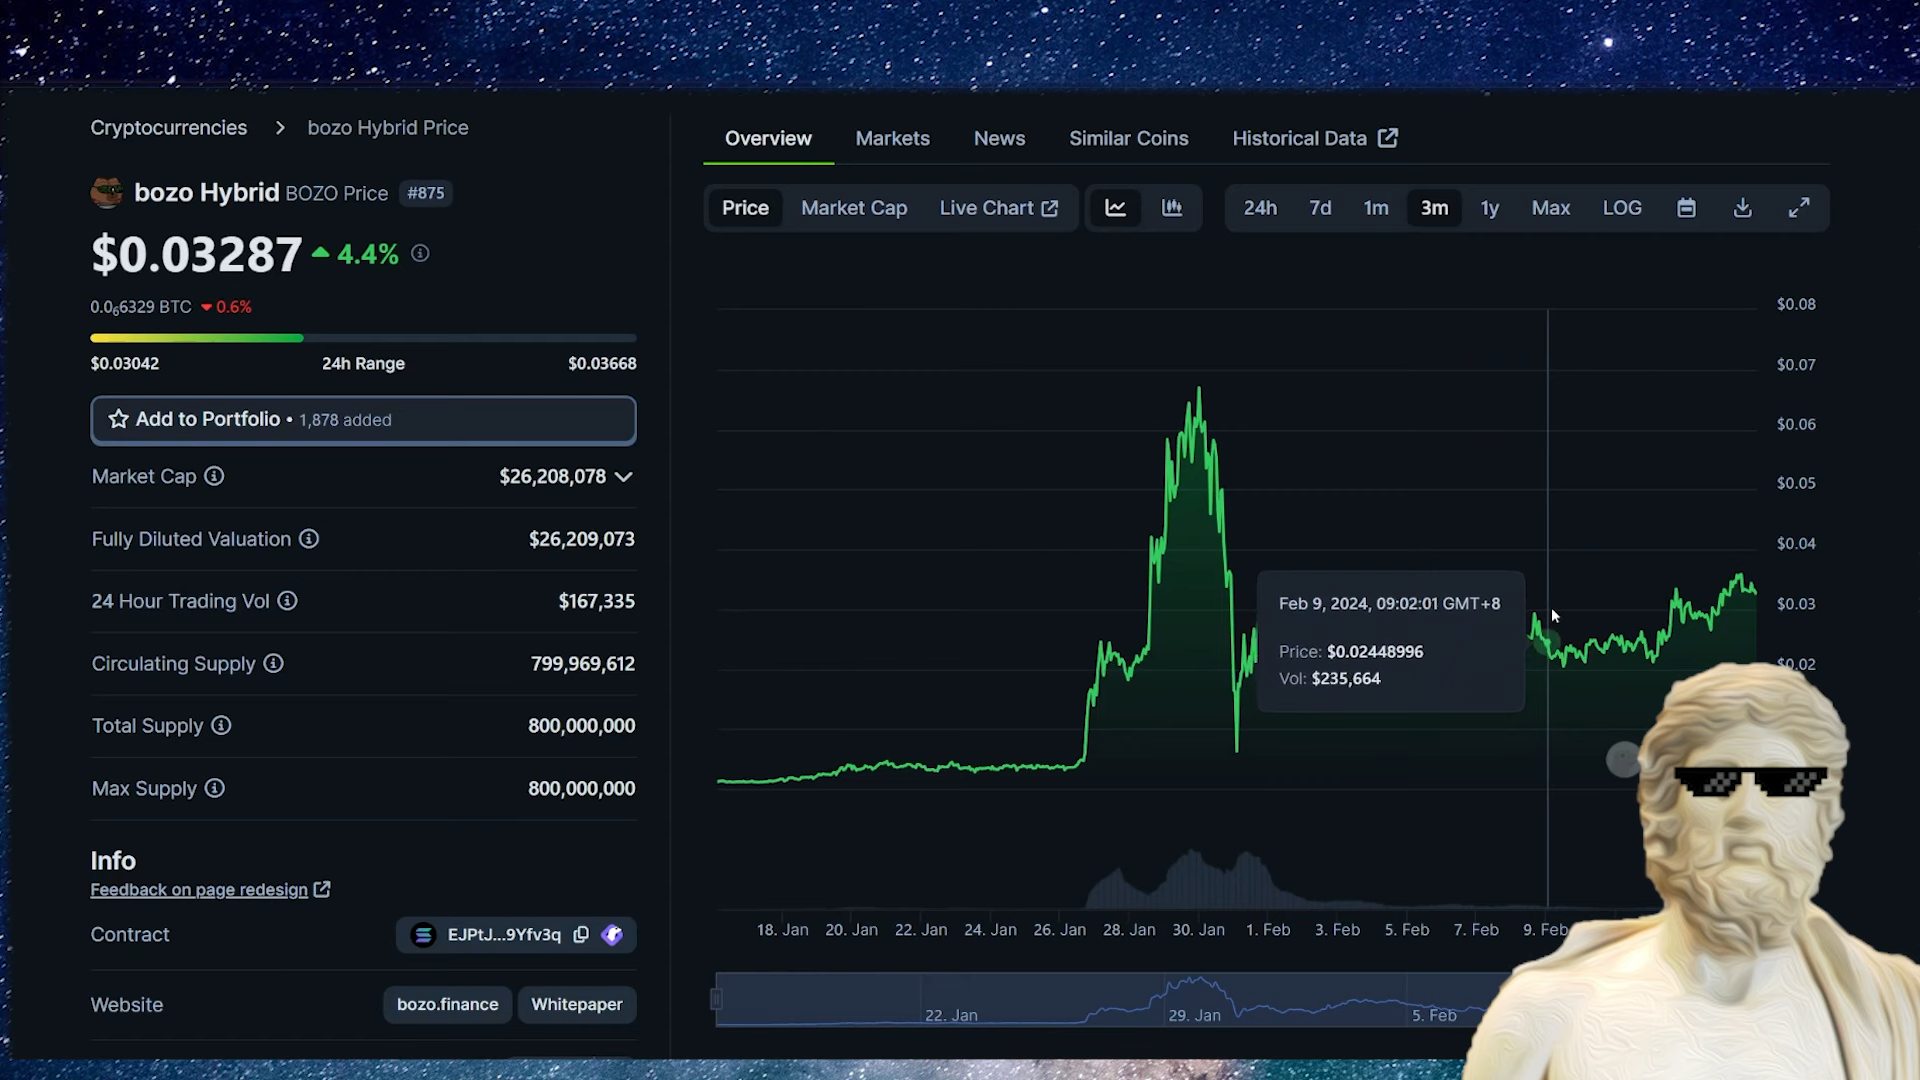 Cryptocurrencies > bozo Hybrid Price
bozo Hybrid BOZO Price #875
$0.03287 4.4%
0.0₆6329 BTC 0.6%
$0.03042 24h Range $0.03668
Add to Portfolio • 1,878 added
Market Cap $26,208,078
Fully Diluted Valuation $26,209,073
24 Hour Trading Vol $167,335
Circulating Supply 799,969,612
Total Supply 800,000,000
Max Supply 800,000,000
Info
Feedback on page redesign
Contract EJPtJ...9Yfv3q
Website bozo.finance Whitepaper
Overview Markets News Similar Coins Historical Data
Price Market Cap Live Chart 24h 7d 1m 3m 1y Max LOG
$0.08
$0.07
$0.06
$0.05
$0.04
$0.03
$0.02
Feb 9, 2024, 09:02:01 GMT+8
Price: $0.02448996
Vol: $235,664
18. Jan 20. Jan 22. Jan 24. Jan 26. Jan 28. Jan 30. Jan 1. Feb 3. Feb 5. Feb 7. Feb 9. Feb
22. Jan 29. Jan 5. Feb